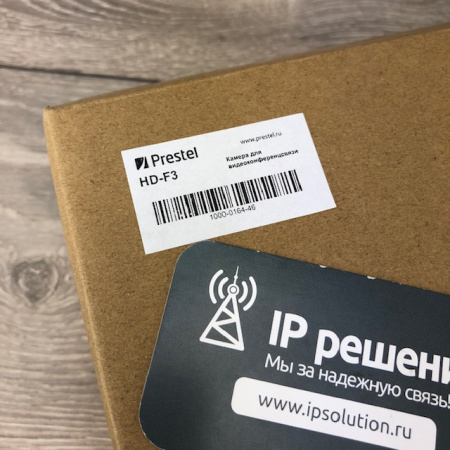 Prestel
www.prestel.ru
HD-F3
Камера для
видеоконференцсвязи
1000-0164-46
IP решени
Мы за надежную связь!
www.ipsolution.ru